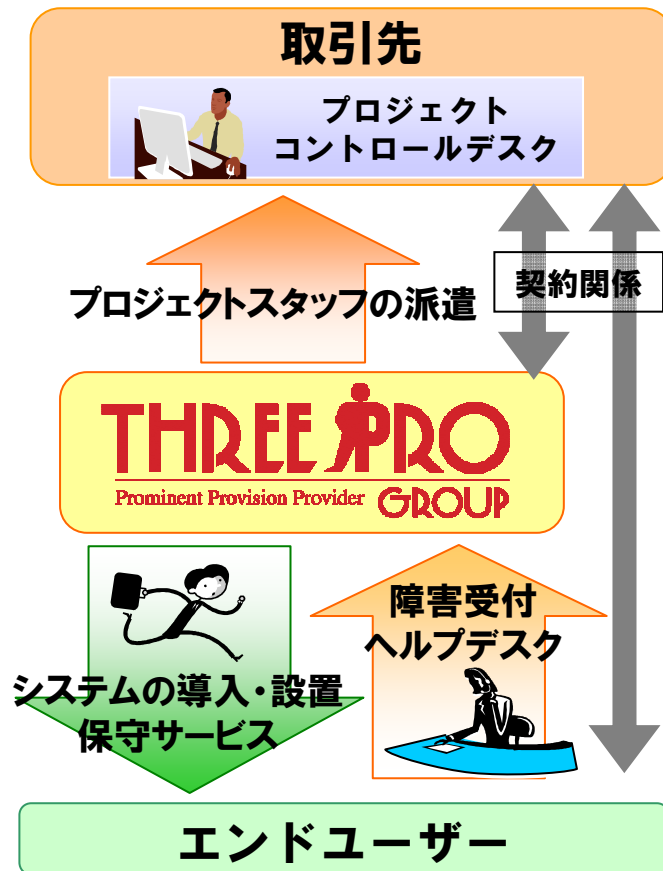 取引先
プロジェクト
コントロールデスク
プロジェクトスタッフの派遣
契約関係
THREE PRO
Prominent Provision Provider GROUP
障害受付
ヘルプデスク
システムの導入・設置
保守サービス
エンドユーザー